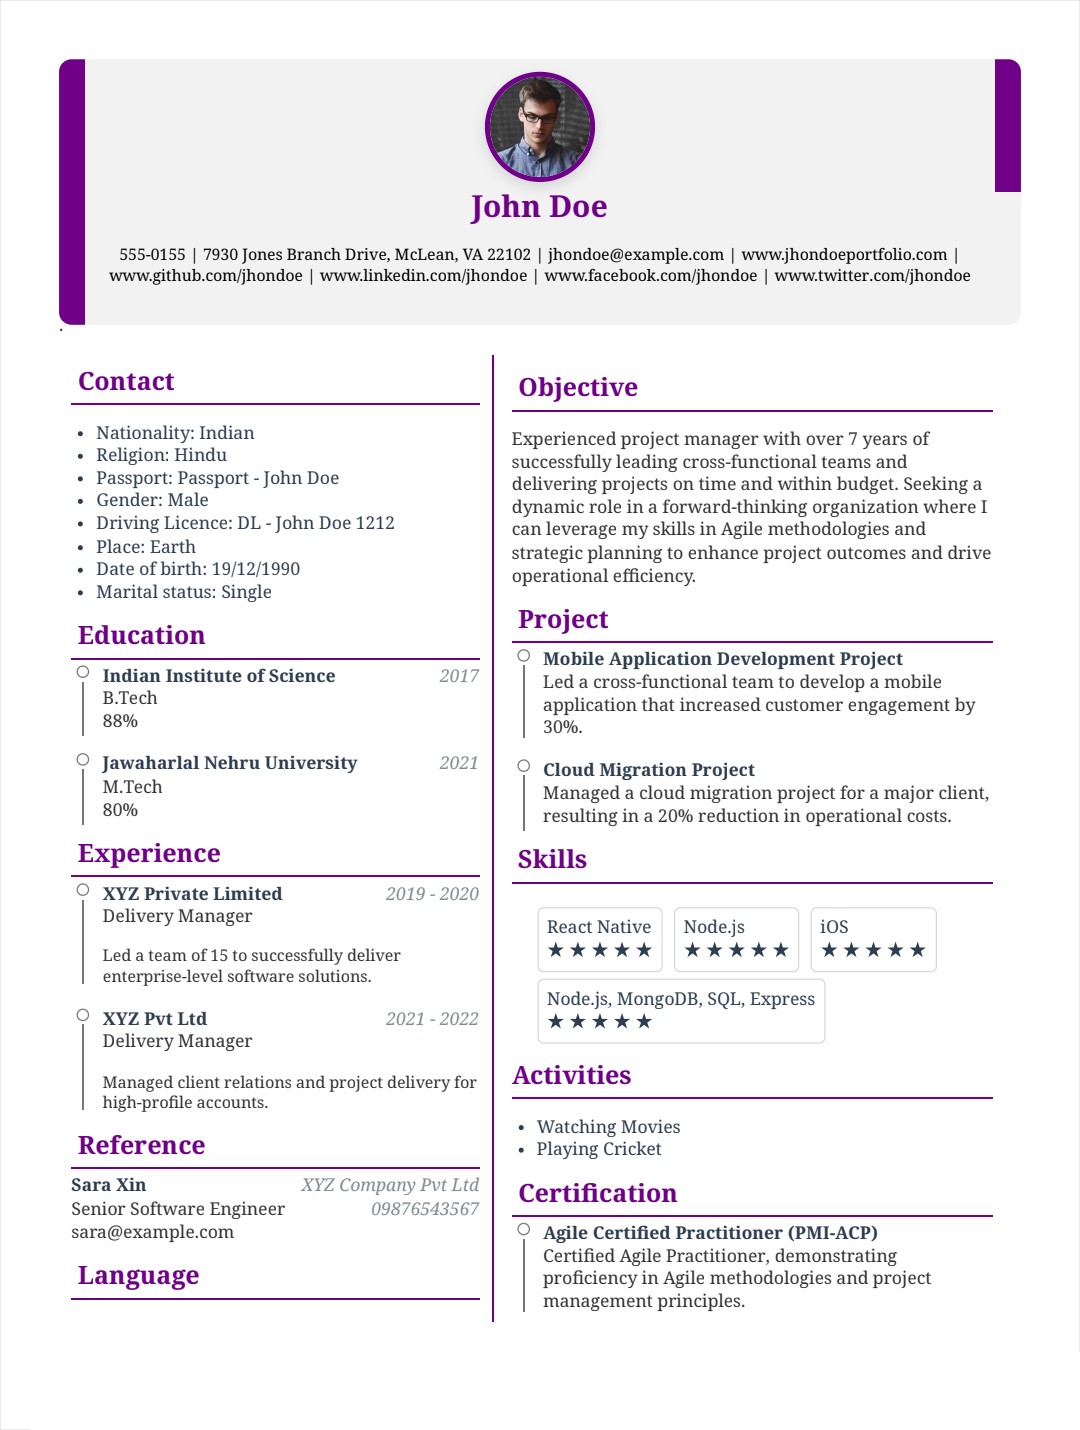 John Doe
555-0155 | 7930 Jones Branch Drive, McLean, VA 22102 | jhondoe@example.com | www.jhondoeportfolio.com |
www.github.com/jhondoe | www.linkedin.com/jhondoe | www.facebook.com/jhondoe | www.twitter.com/jhondoe
.
Contact
• Nationality: Indian
• Religion: Hindu
• Passport: Passport - John Doe
• Gender: Male
• Driving Licence: DL - John Doe 1212
• Place: Earth
• Date of birth: 19/12/1990
• Marital status: Single
Education
Indian Institute of Science 2017
B.Tech
88%
Jawaharlal Nehru University 2021
M.Tech
80%
Experience
XYZ Private Limited 2019 - 2020
Delivery Manager
Led a team of 15 to successfully deliver
enterprise-level software solutions.
XYZ Pvt Ltd 2021 - 2022
Delivery Manager
Managed client relations and project delivery for
high-profile accounts.
Reference
Sara Xin XYZ Company Pvt Ltd
Senior Software Engineer 09876543567
sara@example.com
Language
Objective
Experienced project manager with over 7 years of
successfully leading cross-functional teams and
delivering projects on time and within budget. Seeking a
dynamic role in a forward-thinking organization where I
can leverage my skills in Agile methodologies and
strategic planning to enhance project outcomes and drive
operational efficiency.
Project
Mobile Application Development Project
Led a cross-functional team to develop a mobile
application that increased customer engagement by
30%.
Cloud Migration Project
Managed a cloud migration project for a major client,
resulting in a 20% reduction in operational costs.
Skills
React Native Node.js iOS
★★★★★ ★★★★★ ★★★★★
Node.js, MongoDB, SQL, Express
★★★★★
Activities
• Watching Movies
• Playing Cricket
Certification
Agile Certified Practitioner (PMI-ACP)
Certified Agile Practitioner, demonstrating
proficiency in Agile methodologies and project
management principles.